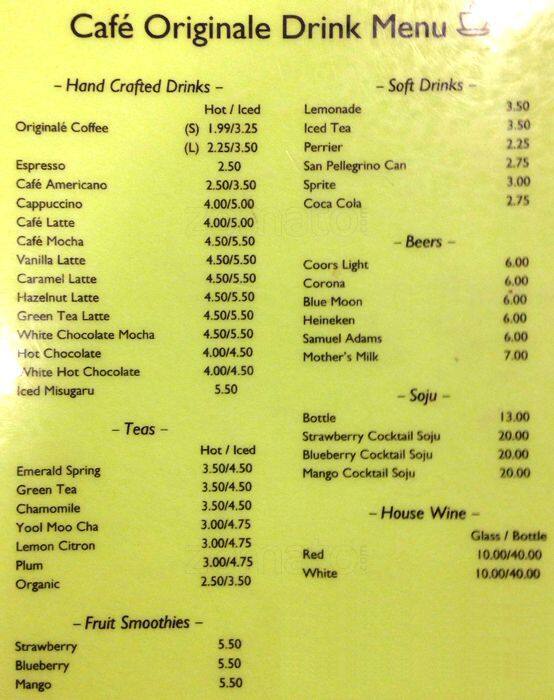 Café Originale Drink Menu
– Hand Crafted Drinks –
Hot / Iced
Originalé Coffee (S) 1.99/3.25
(L) 2.25/3.50
Espresso 2.50
Café Americano 2.50/3.50
Cappuccino 4.00/5.00
Café Latte 4.00/5.00
Café Mocha 4.50/5.50
Vanilla Latte 4.50/5.50
Caramel Latte 4.50/5.50
Hazelnut Latte 4.50/5.50
Green Tea Latte 4.50/5.50
White Chocolate Mocha 4.50/5.50
Hot Chocolate 4.00/4.50
White Hot Chocolate 4.00/4.50
Iced Misugaru 5.50
– Teas –
Hot / Iced
Emerald Spring 3.50/4.50
Green Tea 3.50/4.50
Chamomile 3.50/4.50
Yool Moo Cha 3.00/4.75
Lemon Citron 3.00/4.75
Plum 3.00/4.75
Organic 2.50/3.50
– Fruit Smoothies –
Strawberry 5.50
Blueberry 5.50
Mango 5.50
– Soft Drinks –
Lemonade 3.50
Iced Tea 3.50
Perrier 2.25
San Pellegrino Can 2.75
Sprite 3.00
Coca Cola 2.75
– Beers –
Coors Light 6.00
Corona 6.00
Blue Moon 6.00
Heineken 6.00
Samuel Adams 6.00
Mother's Milk 7.00
– Soju –
Bottle 13.00
Strawberry Cocktail Soju 20.00
Blueberry Cocktail Soju 20.00
Mango Cocktail Soju 20.00
– House Wine –
Glass / Bottle
Red 10.00/40.00
White 10.00/40.00